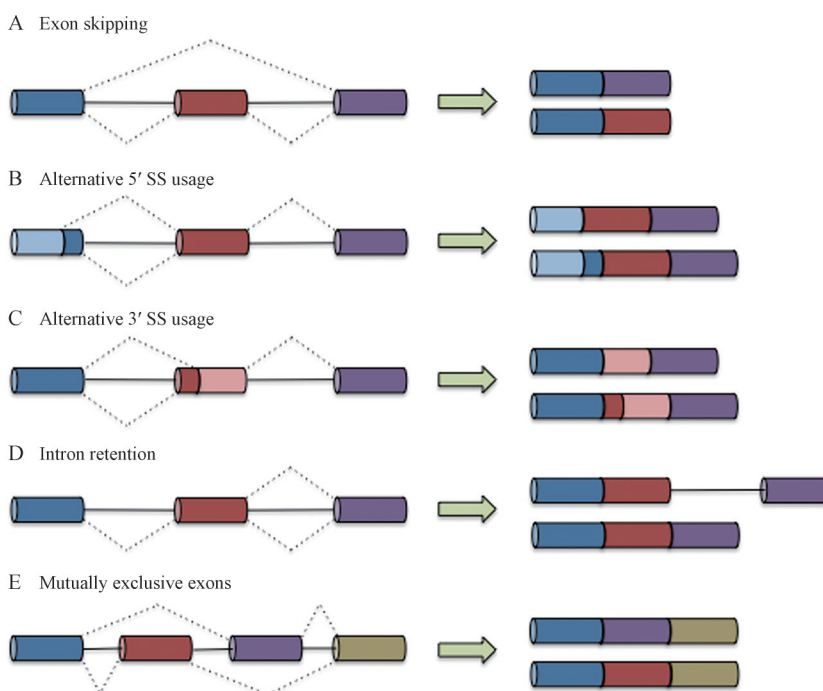 A Exon skipping
B Alternative 5′ SS usage
C Alternative 3′ SS usage
D Intron retention
E Mutually exclusive exons